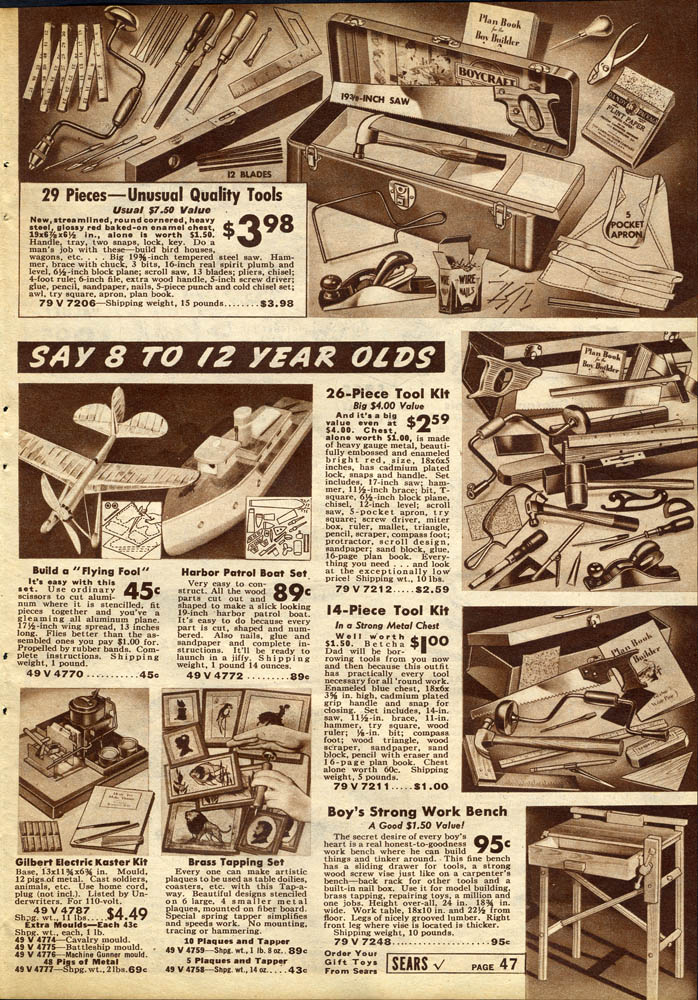 Plan Book
for the
Boy Builder
BOYCRAFT
19⅜-INCH SAW
FLINT PAPER
12 BLADES
5
POCKET
APRON
WIRE
NAILS
29 Pieces—Unusual Quality Tools
Usual $7.50 Value
$3.98
New, streamlined, round cornered, heavy
steel, glossy red baked-on enamel chest,
19x6⅞x6½ in., alone is worth $1.50.
Handle, tray, two snaps, lock, key. Do a
man's job with these—build bird houses,
wagons, etc. . . . Big 19⅜-inch tempered steel saw. Ham-
mer, brace with chuck, 3 bits, 16-inch real spirit plumb and
level, 6½-inch block plane; scroll saw, 13 blades; pliers, chisel;
4-foot rule; 6-inch file, extra wood handle, 5-inch screw driver;
glue, pencil, sandpaper, nails, 5-piece punch and cold chisel set;
awl, try square, apron, plan book.
79 V 7206—Shipping weight, 15 pounds........$3.98
SAY 8 TO 12 YEAR OLDS
26-Piece Tool Kit
Big $4.00 Value
$2.59
And it's a big
value even at
$4.00. Chest,
alone worth $1.00, is made
of heavy gauge metal, beauti-
fully embossed and enameled
bright red, size, 18x6x5
inches, has cadmium plated
lock, snaps and handle. Set
includes, 17-inch saw; ham-
mer, 11½-inch brace; bit, T-
square, 6½-inch block plane,
chisel, 12-inch level; scroll
saw, 5-pocket apron, try
square; screw driver, miter
box, ruler, mallet, triangle,
pencil, scraper, compass foot;
protractor, scroll design,
sandpaper; sand block, glue,
16-page plan book. Every-
thing you need . . . and look
at the exceptionally low
price! Shipping wt., 10 lbs.
79 V 7212.....$2.59
Plan Book
for the
Boy Builder
Build a "Flying Fool"
45c
It's easy with this
set. Use ordinary
scissors to cut alumi-
num where it is stencilled, fit
pieces together and you've a
gleaming all aluminum plane.
17½-inch wing spread, 13 inches
long. Flies better than the as-
sembled ones you pay $1.00 for.
Propelled by rubber bands. Com-
plete instructions. Shipping
weight, 1 pound.
49 V 4770...........45c
Harbor Patrol Boat Set
89c
Very easy to con-
struct. All the wood
parts cut out and
shaped to make a slick looking
19-inch harbor patrol boat.
It's easy to do because every
part is cut, shaped and num-
bered. Also nails, glue and
sandpaper and complete in-
structions. It'll be ready to
launch in a jiffy. Shipping
weight, 1 pound 14 ounces.
49 V 4772..........89c
14-Piece Tool Kit
In a Strong Metal Chest
$1.00
Well worth
$1.50. Betcha
Dad will be bor-
rowing tools from you now
and then because this outfit
has practically every tool
necessary for all 'round work.
Enameled blue chest, 18x6x
3⅜ in. high, cadmium plated
grip handle and snap for
closing. Set includes, 14-in.
saw, 11½-in. brace, 11-in.
hammer, try square, wood
ruler; ⅛-in. bit; compass
foot; wood triangle, wood
scraper, sandpaper, sand
block, pencil with eraser and
16-page plan book. Chest
alone worth 60c. Shipping
weight, 5 pounds.
79 V 7211.....$1.00
Plan Book
Builder
Gilbert Electric Kaster Kit
Base, 13x11¾x6¾ in. Mould,
12 pigs of metal. Cast soldiers,
animals, etc. Use home cord,
plug (not incl.). Listed by Un-
derwriters. For 110-volt.
49 V 4787
Shpg. wt., 11 lbs....$4.49
Extra Moulds—Each 43c
Shpg. wt., each, 1 lb.
49 V 4774—Cavalry mould.
49 V 4775—Battleship mould.
49 V 4776—Machine Gunner mould.
48 Pigs of Metal
49 V 4777—Shpg. wt., 2 lbs. 69c
Brass Tapping Set
Every one can make artistic
plaques to be used as table doilies,
coasters, etc. with this Tap-a-
way. Beautiful designs stenciled
on 6 large, 4 smaller metal
plaques, mounted on fiber board.
Special spring tapper simplifies
and speeds work. No mounting,
tracing or hammering.
10 Plaques and Tapper
49 V 4759—Shpg. wt., 1 lb. 8 oz..89c
5 Plaques and Tapper
49 V 4758—Shpg. wt., 14 oz.....43c
Boy's Strong Work Bench
A Good $1.50 Value!
95c
The secret desire of every boy's
heart is a real honest-to-goodness
work bench where he can build
things and tinker around. This fine bench
has a sliding drawer for tools, a strong
wood screw vise just like on a carpenter's
bench—back rack for other tools and a
built-in nail box. Use it for model building,
brass tapping, repairing toys, a million and
one jobs. Height over-all, 24 in. 18¾ in.
wide. Work table, 18x10 in. and 22½ from
floor. Legs of nicely grooved lumber. Right
front leg where vise is located is thicker.
Shipping weight, 10 pounds.
79 V 7248....................95c
Order Your
Gift Toys
From Sears
SEARS ✓ PAGE 47